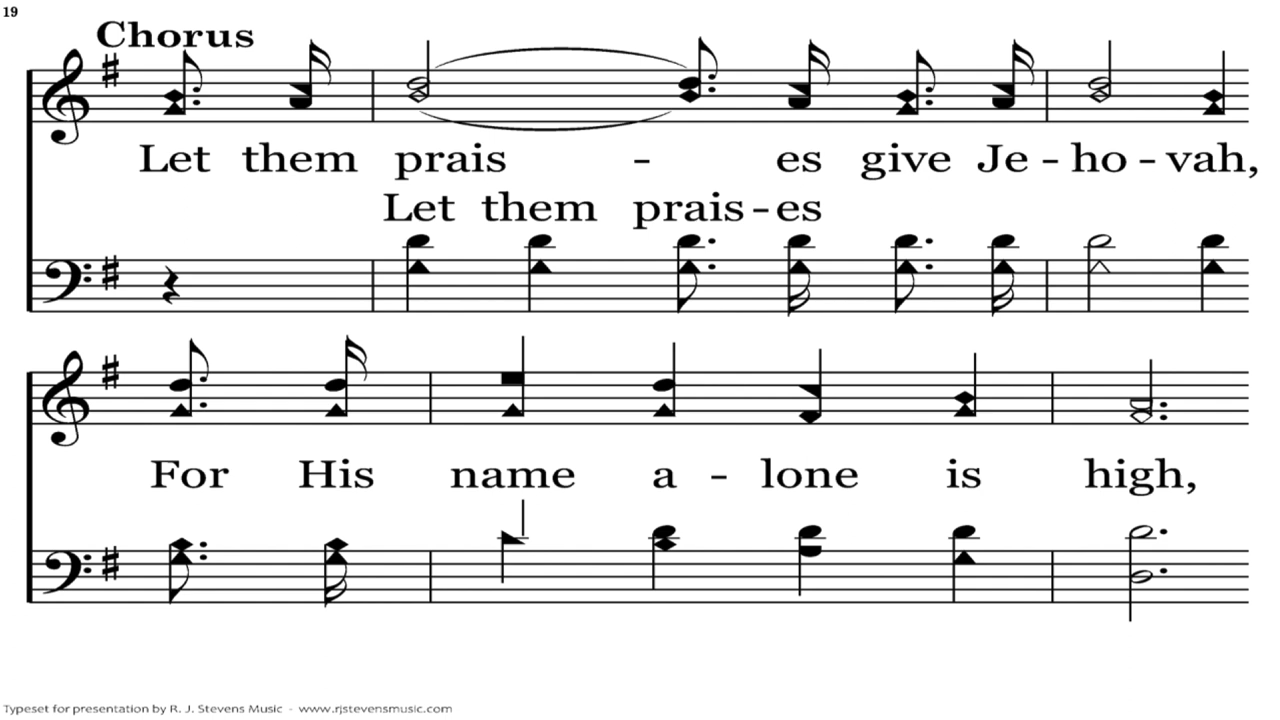 19
Chorus
Let them prais - es give Je - ho - vah,
Let them prais - es
For His name a - lone is high,
Typeset for presentation by R. J. Stevens Music - www.rjstevensmusic.com